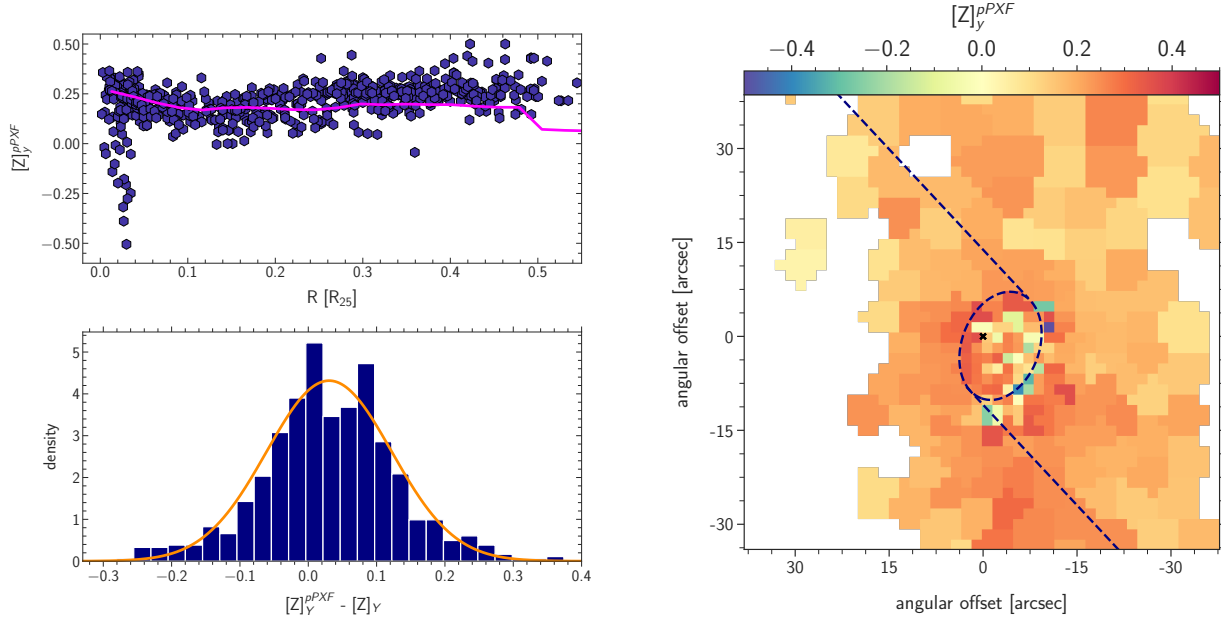 0.50
0.25
0.00
−0.25
−0.50
[Z]_y^{pPXF}
0.0 0.1 0.2 0.3 0.4 0.5
R [R_{25}]
5
4
3
2
1
0
density
−0.3 −0.2 −0.1 0.0 0.1 0.2 0.3 0.4
[Z]_Y^{pPXF} - [Z]_Y
[Z]_y^{pPXF}
−0.4 −0.2 0.0 0.2 0.4
30
15
0
-15
-30
angular offset [arcsec]
30 15 0 -15 -30
angular offset [arcsec]